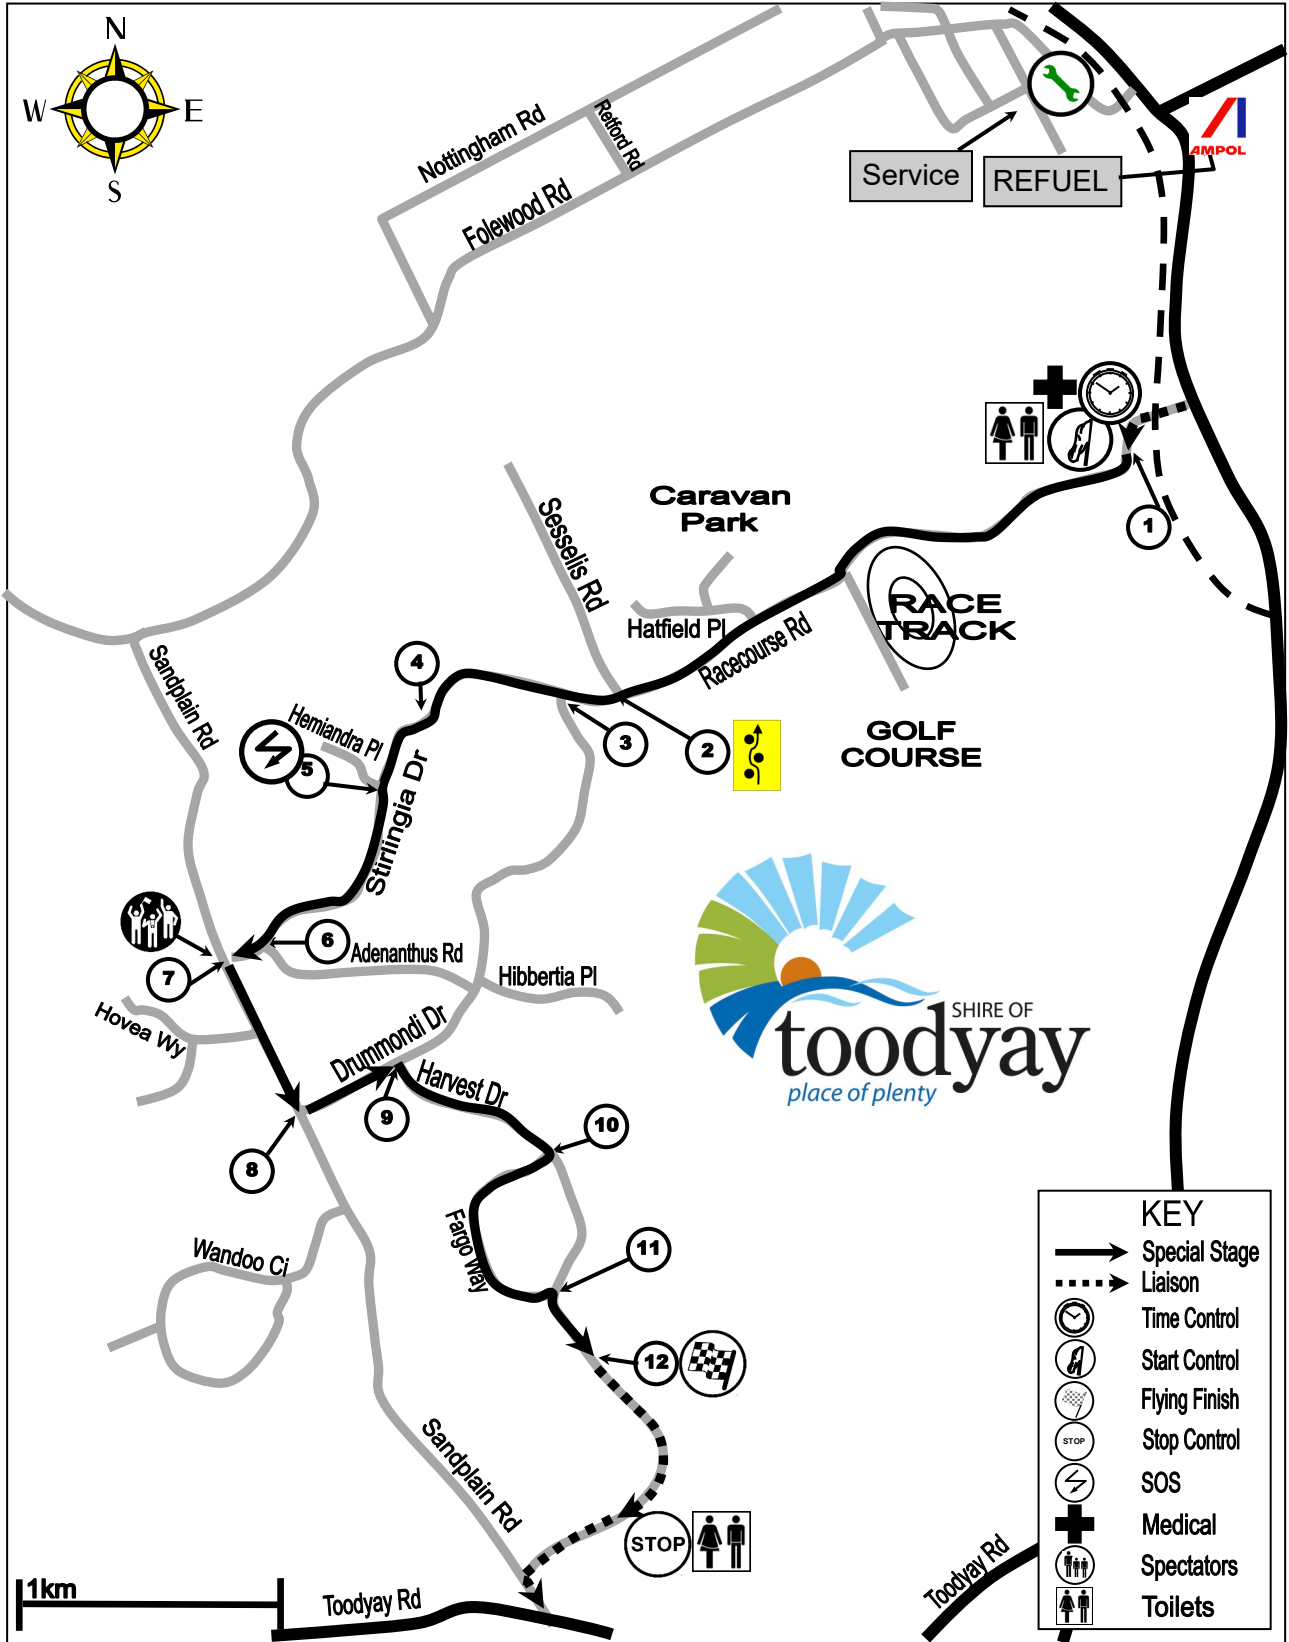 N
W
E
S
Nottingham Rd
Retford Rd
Folewood Rd
Service
REFUEL
AMPOL
1
Caravan
Park
Sesselis Rd
Hatfield Pl
Racecourse Rd
RACE
TRACK
GOLF
COURSE
Sandplain Rd
4
3
2
Hemiandra Pl
5
Stirlingia Dr
6
7
Adenanthus Rd
Hibbertia Pl
Hovea Wy
Drummondi Dr
Harvest Dr
9
10
8
SHIRE OF
toodyay
place of plenty
Fargo Way
11
Wandoo Ci
12
Sandplain Rd
STOP
1km
Toodyay Rd
Toodyay Rd
KEY
Special Stage
Liaison
Time Control
Start Control
Flying Finish
STOP
Stop Control
SOS
Medical
Spectators
Toilets